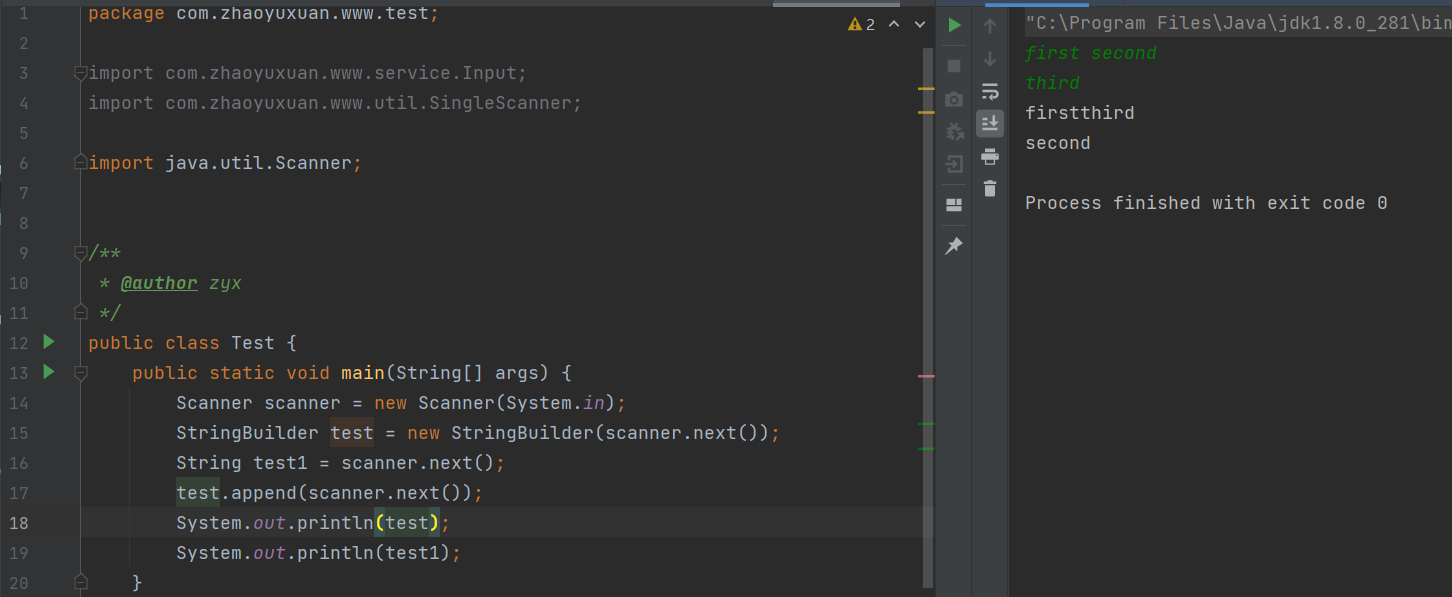 1 package com.zhaoyuxuan.www.test;
2
3 import com.zhaoyuxuan.www.service.Input;
4 import com.zhaoyuxuan.www.util.SingleScanner;
5
6 import java.util.Scanner;
7
8
9 /**
10 * @author zyx
11 */
12 public class Test {
13 public static void main(String[] args) {
14 Scanner scanner = new Scanner(System.in);
15 StringBuilder test = new StringBuilder(scanner.next());
16 String test1 = scanner.next();
17 test.append(scanner.next());
18 System.out.println(test);
19 System.out.println(test1);
20 }
2
"C:\Program Files\Java\jdk1.8.0_281\bin
first second
third
firstthird
second
Process finished with exit code 0